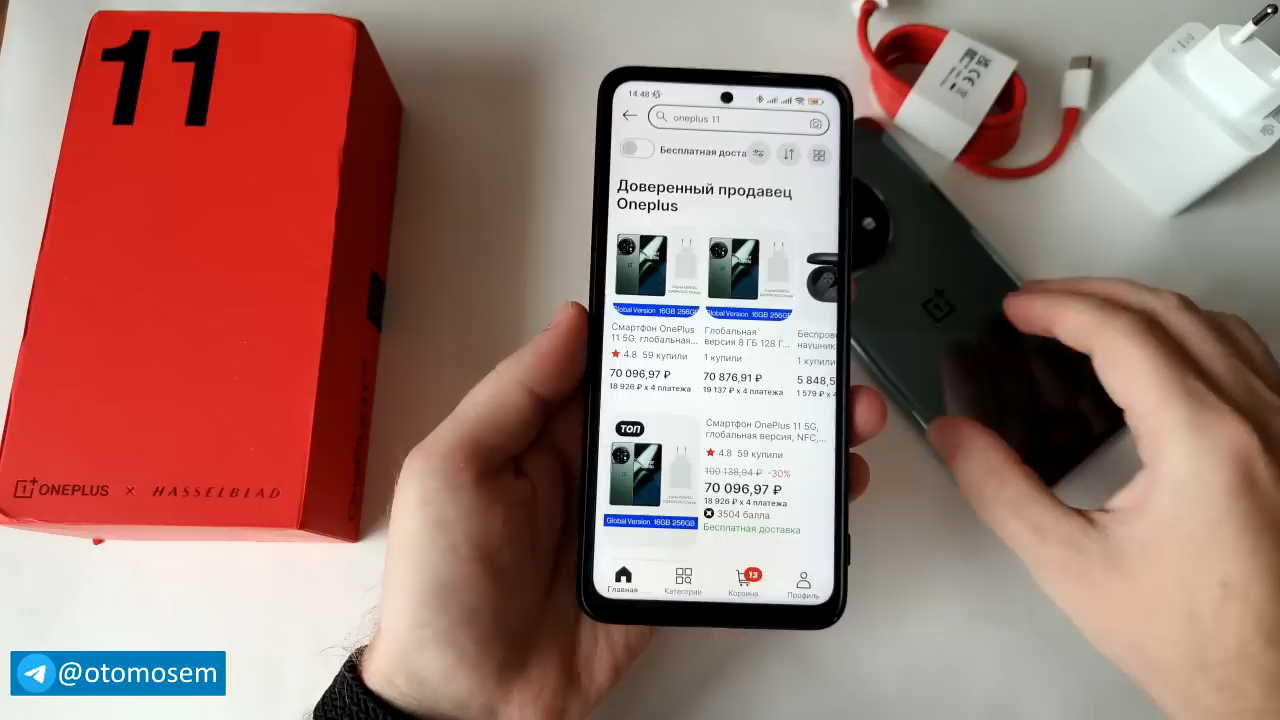 11
ONEPLUS × HASSELBLAD
14:48
oneplus 11
Бесплатная доста
Доверенный продавец
Oneplus
Global Version 16GB 256GB
Global Version 16GB 256GB
Смартфон OnePlus
11 5G, глобальная...
4.8 59 купили
70 096,97 ₽
18 926 ₽ x 4 платежа
Глобальная
версия 8 ГБ 128 Г...
1 купили
70 876,91 ₽
19 137 ₽ x 4 платежа
Беспрово
наушник
1 купили
5 848,5
1 579 ₽ x 4
ТОП
Global Version 16GB 256GB
Смартфон OnePlus 11 5G,
глобальная версия, NFC,...
4.8 59 купили
100 138,94 ₽ -30%
70 096,97 ₽
18 926 ₽ x 4 платежа
3504 балла
Бесплатная доставка
Главная
Категории
13
Корзина
Профиль
CE
@otomosem